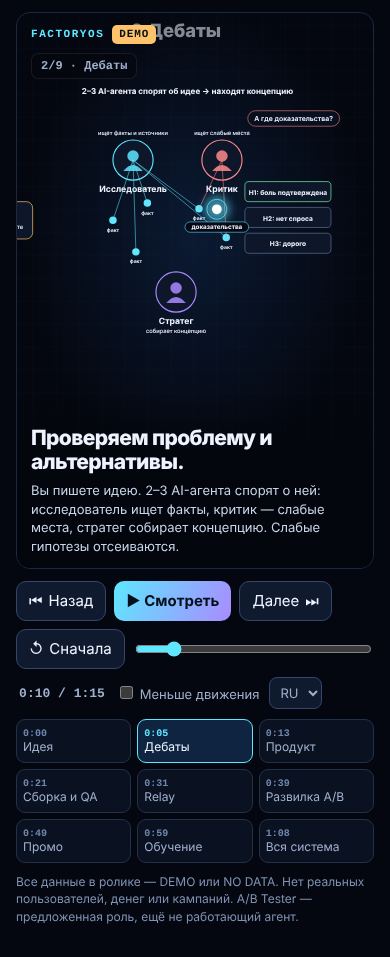 FACTORYOS DEMO Дебаты
2/9 · Дебаты
2–3 AI-агента спорят об идее → находят концепцию
А где доказательства?
ищет факты и источники
ищет слабые места
Исследователь
Критик
H1: боль подтверждена
факт
факт
H2: нет спроса
те
доказательства
факт
H3: дорого
факт
Стратег
собирает концепцию
Проверяем проблему и
альтернативы.
Вы пишете идею. 2–3 AI-агента спорят о ней:
исследователь ищет факты, критик — слабые
места, стратег собирает концепцию. Слабые
гипотезы отсеиваются.
⏮ Назад
▶ Смотреть
Далее ⏭
↺ Сначала
0:10 / 1:15
Меньше движения
RU
0:00
Идея
0:05
Дебаты
0:13
Продукт
0:21
Сборка и QA
0:31
Relay
0:39
Развилка A/B
0:49
Промо
0:59
Обучение
1:08
Вся система
Все данные в ролике — DEMO или NO DATA. Нет реальных
пользователей, денег или кампаний. A/B Tester —
предложенная роль, ещё не работающий агент.